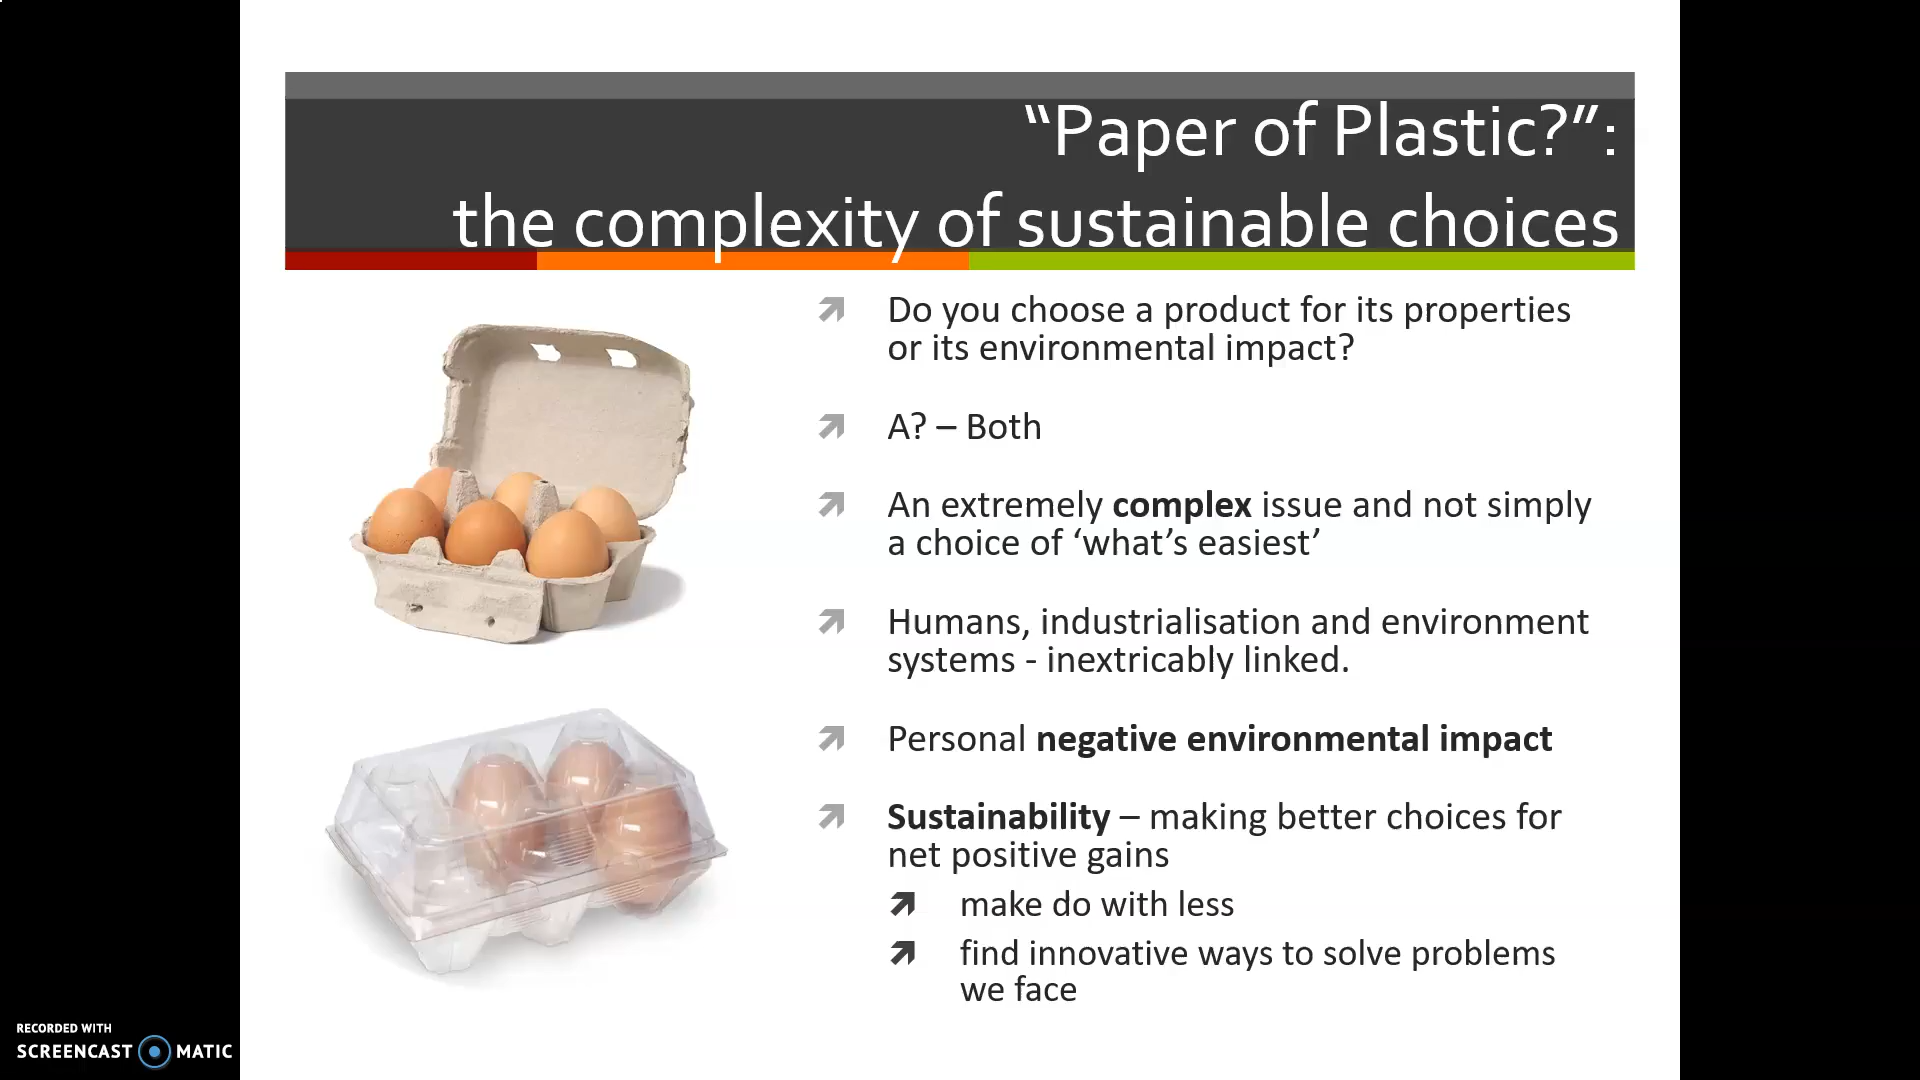 “Paper of Plastic?”:
the complexity of sustainable choices
Do you choose a product for its properties
or its environmental impact?
A? – Both
An extremely complex issue and not simply
a choice of ‘what’s easiest’
Humans, industrialisation and environment
systems - inextricably linked.
Personal negative environmental impact
Sustainability – making better choices for
net positive gains
make do with less
find innovative ways to solve problems
we face
RECORDED WITH
SCREENCAST MATIC